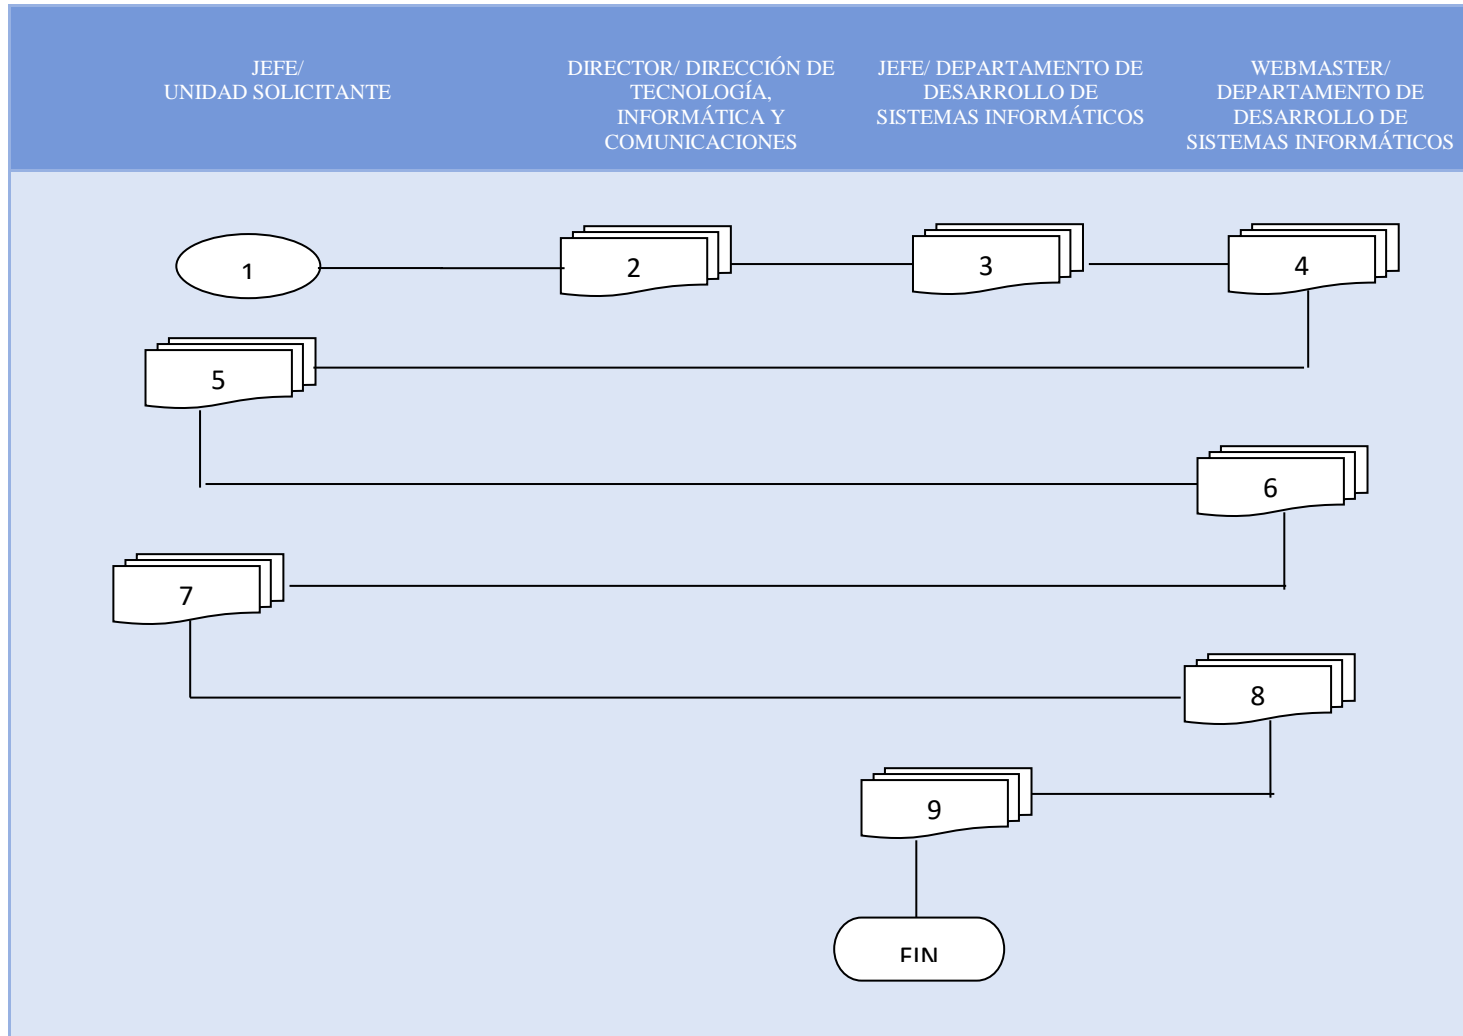 JEFE/
UNIDAD SOLICITANTE
DIRECTOR/ DIRECCIÓN DE
TECNOLOGÍA,
INFORMÁTICA Y
COMUNICACIONES
JEFE/ DEPARTAMENTO DE
DESARROLLO DE
SISTEMAS INFORMÁTICOS
WEBMASTER/
DEPARTAMENTO DE
DESARROLLO DE
SISTEMAS INFORMÁTICOS
1
2
3
4
5
6
7
8
9
FIN